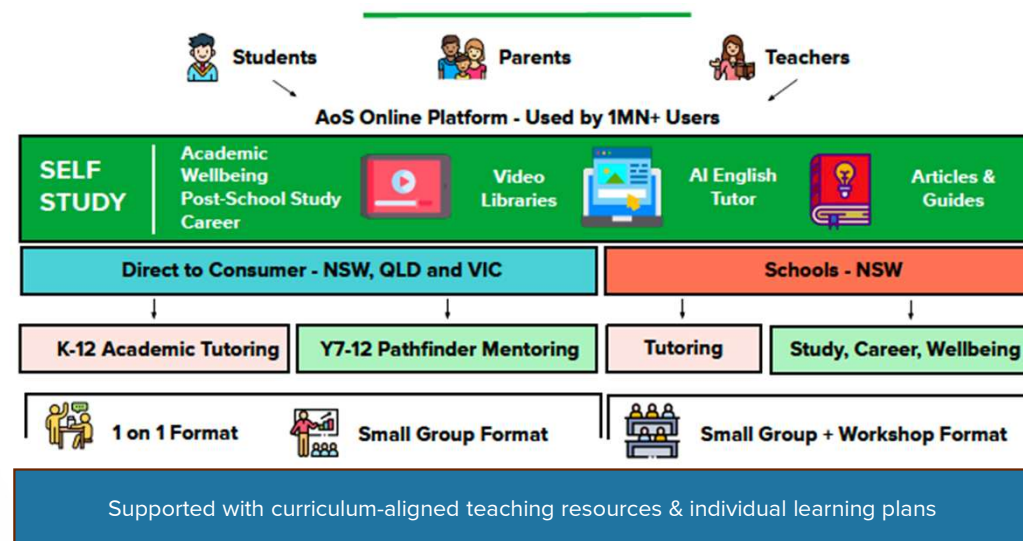 Students
Parents
Teachers
AoS Online Platform - Used by 1MN+ Users
SELF
STUDY
Academic
Wellbeing
Post-School Study
Career
Video
Libraries
AI English
Tutor
Articles &
Guides
Direct to Consumer - NSW, QLD and VIC
Schools - NSW
K-12 Academic Tutoring
Y7-12 Pathfinder Mentoring
Tutoring
Study, Career, Wellbeing
1 on 1 Format
Small Group Format
Small Group + Workshop Format
Supported with curriculum-aligned teaching resources & individual learning plans